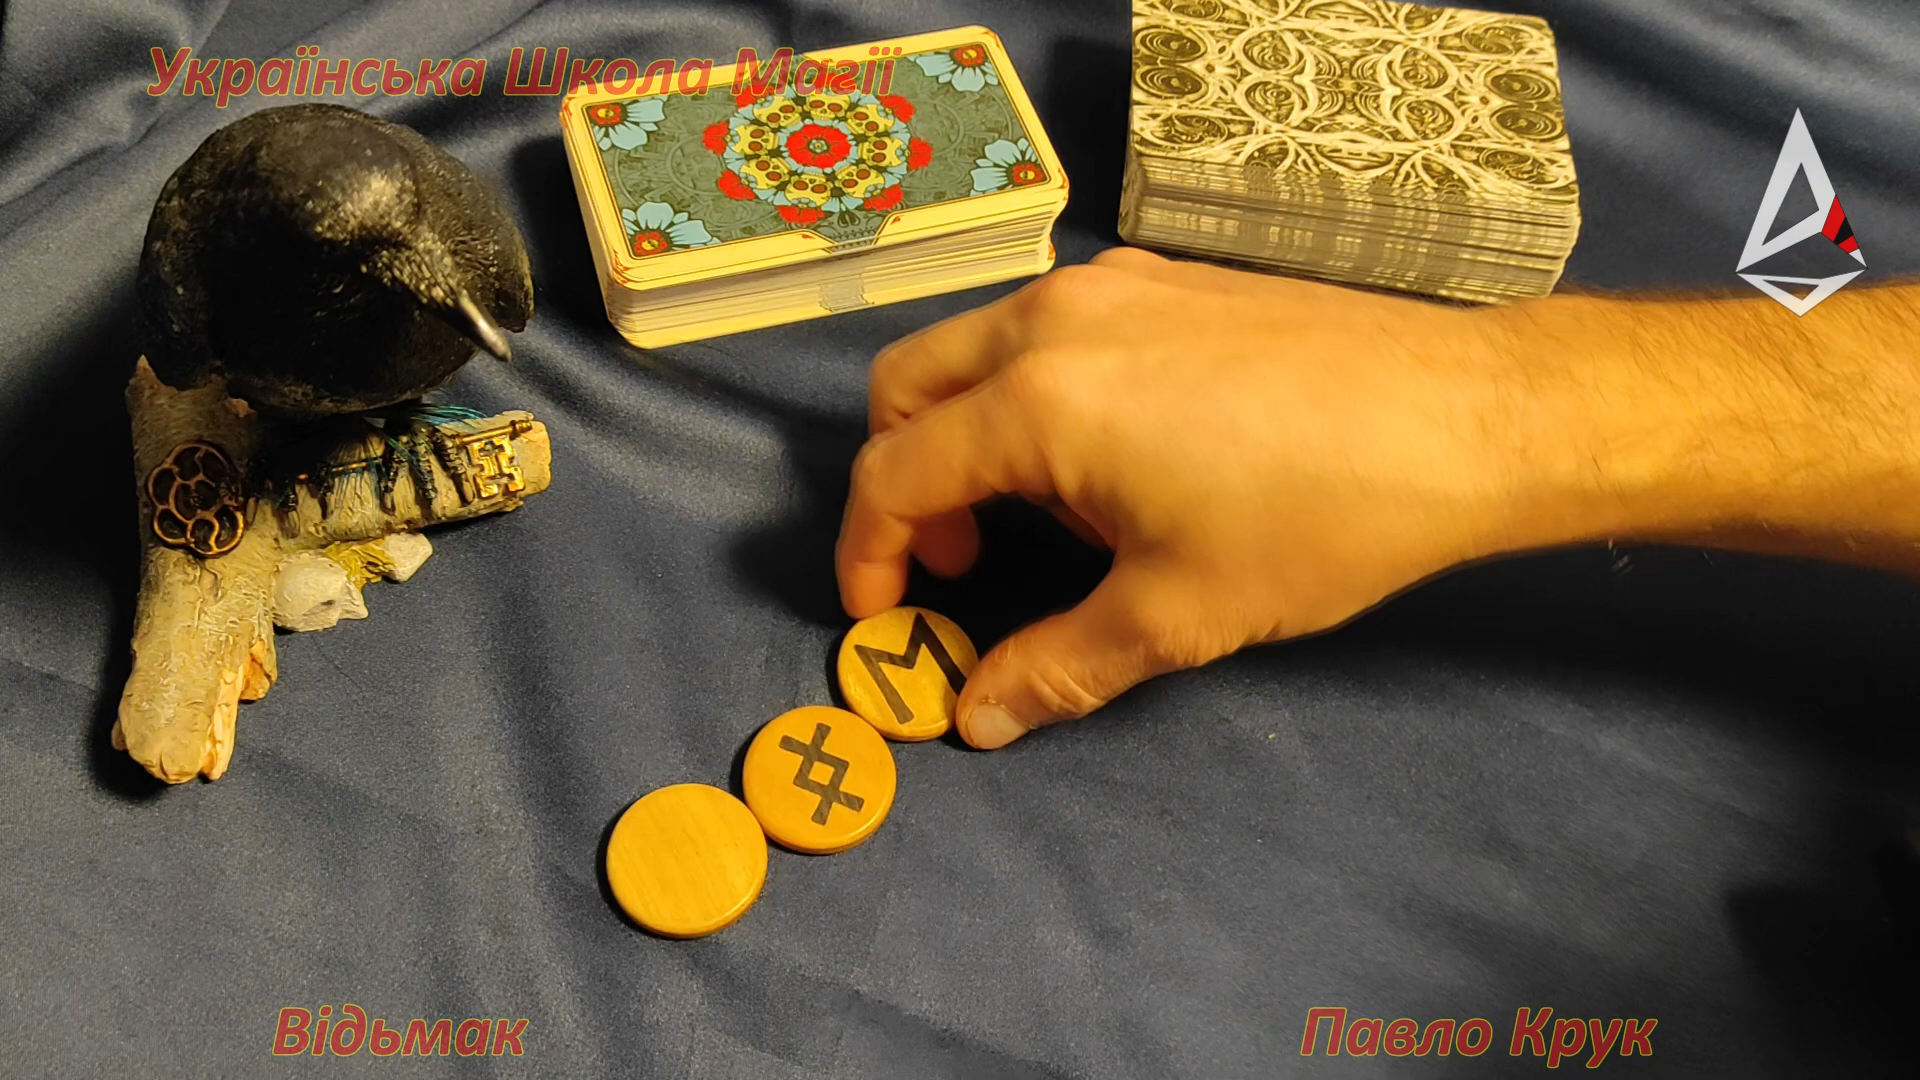 Українська Школа Магії
ᛖ
ᛝ
Відьмак
Павло Крук